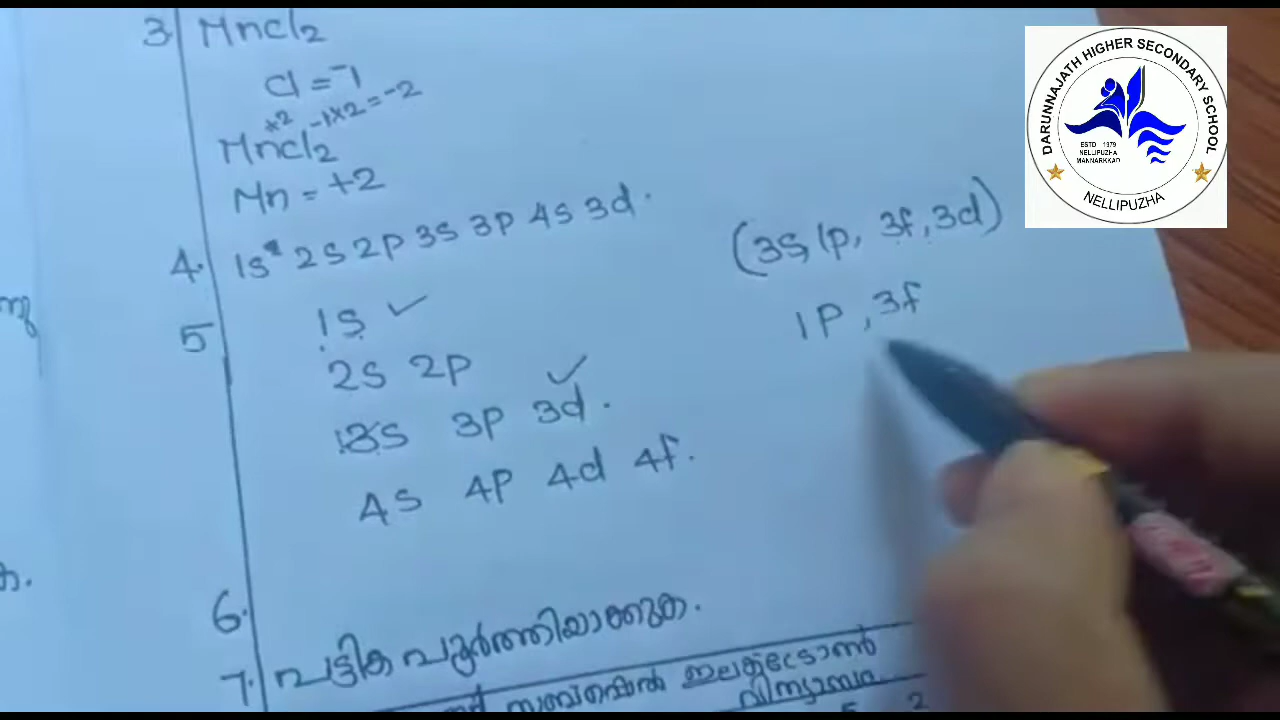 3. MnCl2
Cl = -1
+2 -1x2 = -2
MnCl2
Mn = +2
4. 1s 2s 2p 3s 3p 4s 3d.
(3s, 1p, 3f, 3d)
5 1s ✓
1P, 3f
2s 2p
3s 3p 3d. ✓
4s 4p 4d 4f.
6.
7. പട്ടിക പൂർത്തിയാക്കുക.
സബ്ഷെൽ ഇലക്ട്രോൺ
വിന്യാസം
DARUNNAJATH HIGHER SECONDARY SCHOOL
ESTD 1979
NELLIPUZHA
MANNARKKAD
NELLIPUZHA